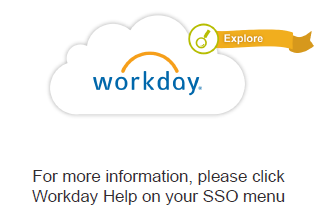 Explore
workday®
For more information, please click
Workday Help on your SSO menu